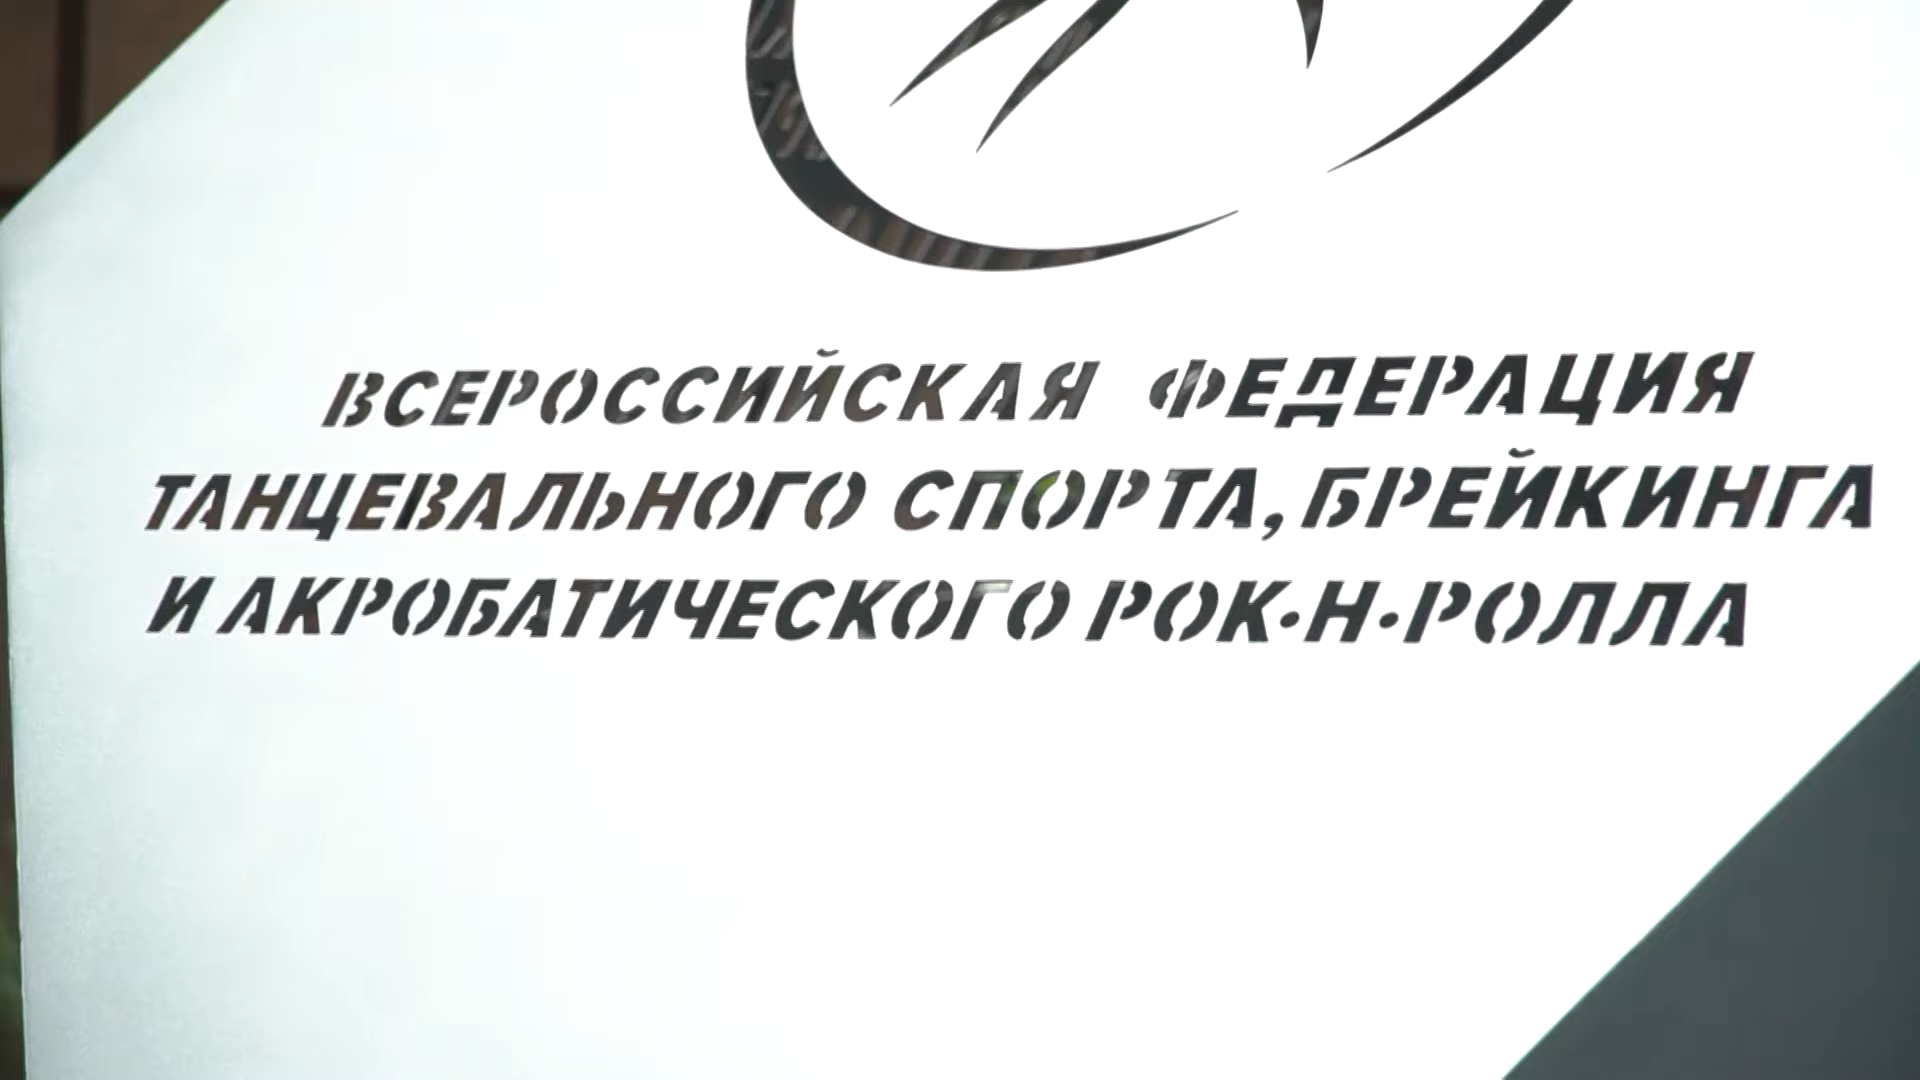 ВСЕРОССИЙСКАЯ ФЕДЕРАЦИЯ
ТАНЦЕВАЛЬНОГО СПОРТА, БРЕЙКИНГА
И АКРОБАТИЧЕСКОГО РОК·Н·РОЛЛА